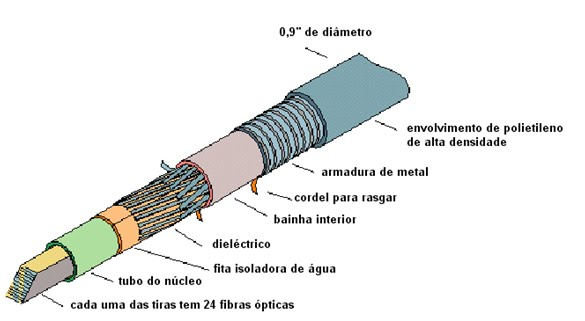 0,9" de diâmetro
envolvimento de polietileno
de alta densidade
armadura de metal
cordel para rasgar
bainha interior
dieléctrico
fita isoladora de água
tubo do núcleo
cada uma das tiras tem 24 fibras ópticas